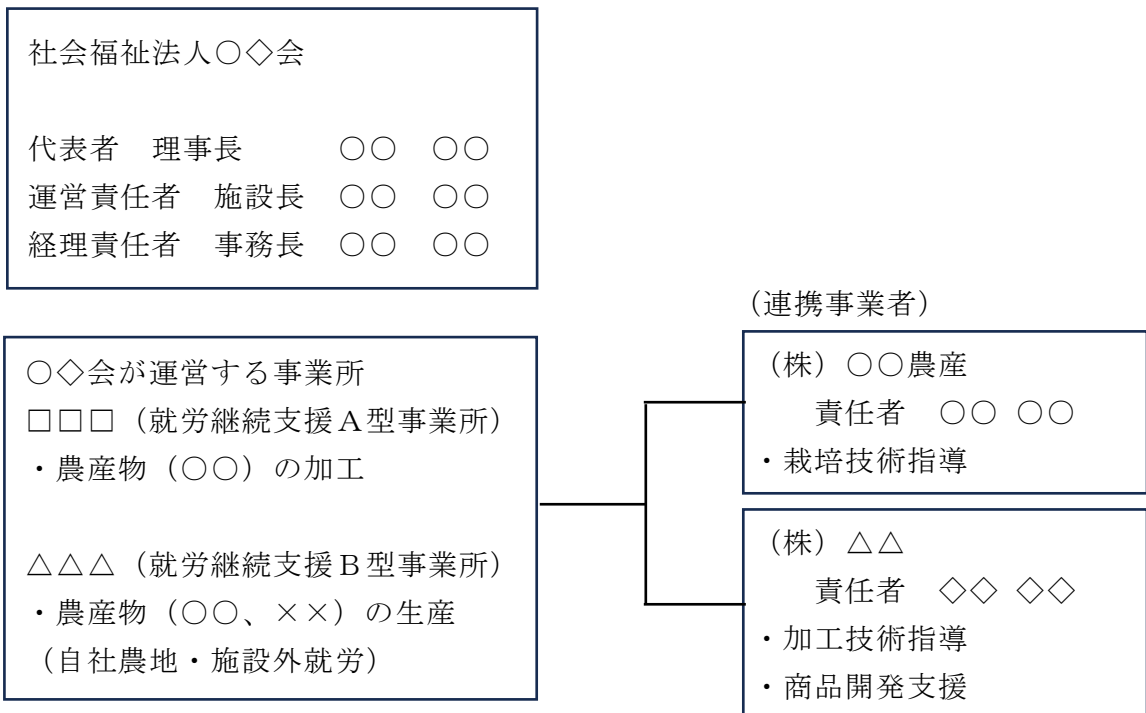 社会福祉法人○◇会
代表者　理事長　　　○○　○○
運営責任者　施設長　○○　○○
経理責任者　事務長　○○　○○
○◇会が運営する事業所
□□□（就労継続支援Ａ型事業所）
・農産物（○○）の加工
△△△（就労継続支援Ｂ型事業所）
・農産物（○○、××）の生産
（自社農地・施設外就労）
（連携事業者）
（株）○○農産
責任者　○○ ○○
・栽培技術指導
（株）△△
責任者　◇◇ ◇◇
・加工技術指導
・商品開発支援